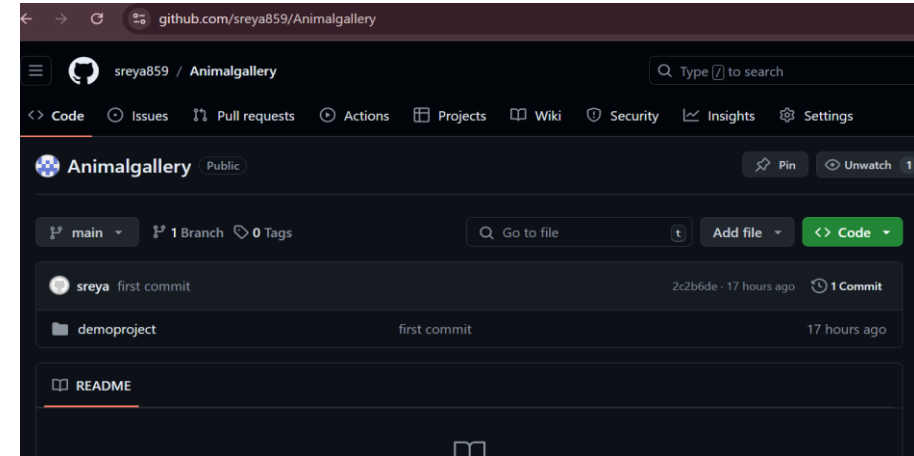 github.com/sreya859/Animalgallery
sreya859 / Animalgallery
Type / to search
Code Issues Pull requests Actions Projects Wiki Security Insights Settings
Animalgallery Public Pin Unwatch 1
main 1 Branch 0 Tags Go to file t Add file <> Code
sreya first commit 2c2b6de · 17 hours ago 1 Commit
demoproject first commit 17 hours ago
README